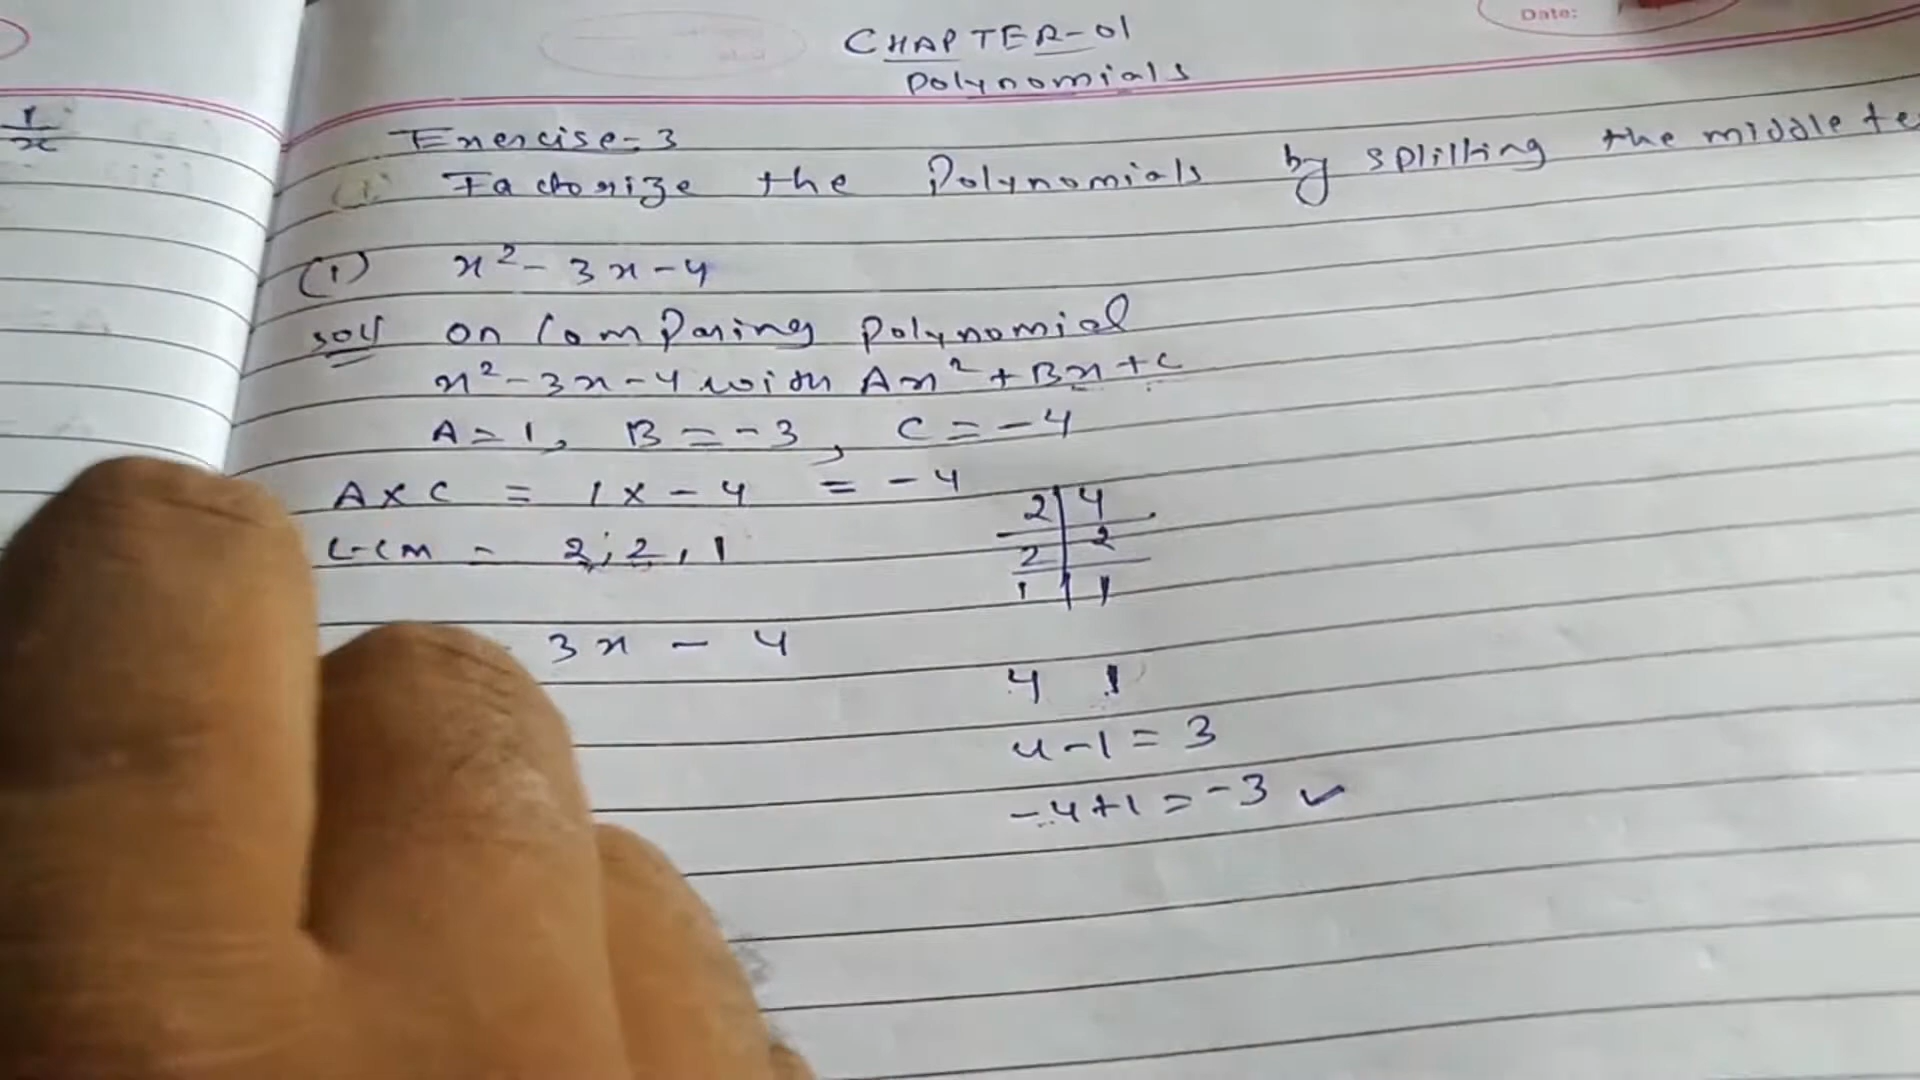 CHAPTER-01
Polynomials
Date:
1
x
Exercise-3
(1) Factorize the Polynomials by splitting the middle te
(1) x² - 3x - 4
sol on Comparing Polynomial
x² - 3x - 4 with Ax² + Bx + C
A = 1, B = -3, C = -4
A x C = 1 x - 4 = - 4
LCM - 2, 2, 1
2 | 4
2 | 2
1 | 1
3x - 4
4 1
4 - 1 = 3
-4 + 1 = -3 ✓